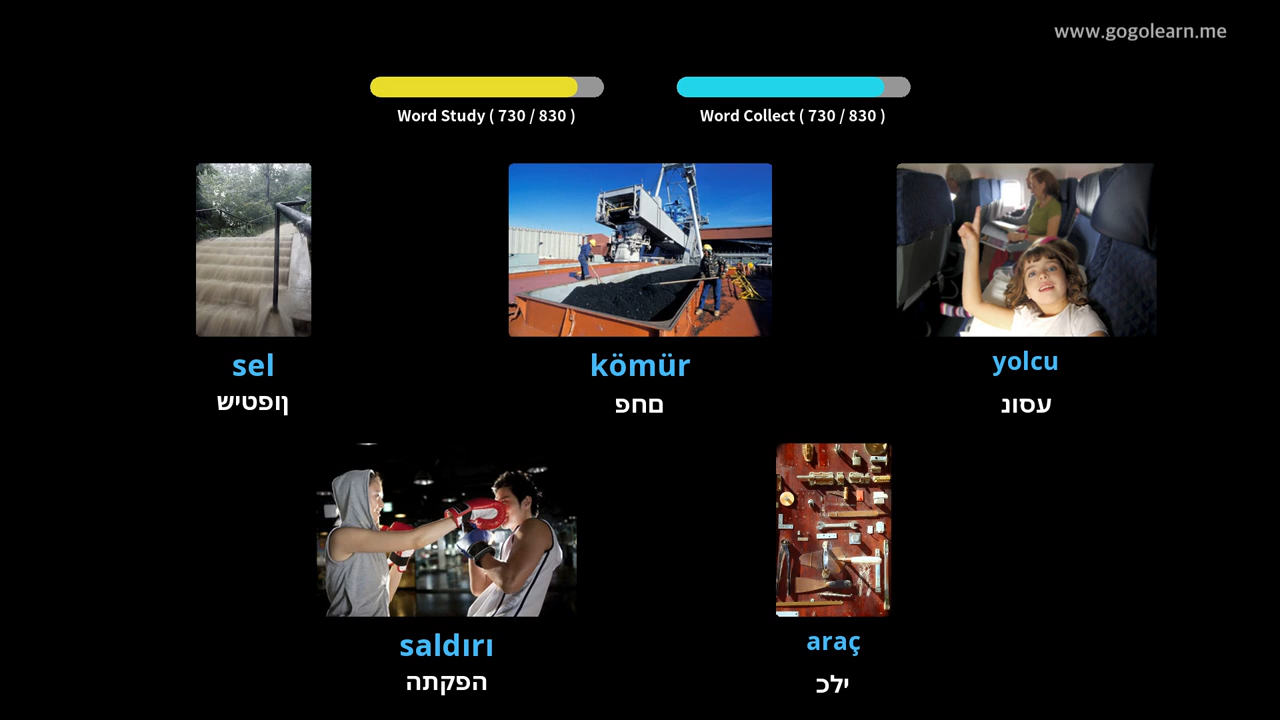 www.gogolearn.me
Word Study ( 730 / 830 )
Word Collect ( 730 / 830 )
sel
שיטפון
kömür
פחם
yolcu
נוסע
saldırı
התקפה
araç
כלי